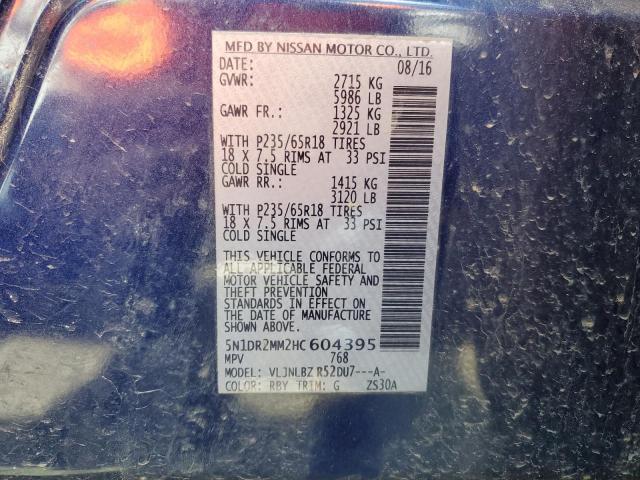 MFD BY NISSAN MOTOR CO., LTD.
DATE: 08/16
GVWR: 2715 KG
5986 LB
GAWR FR.: 1325 KG
2921 LB
WITH P235/65R18 TIRES
18 X 7.5 RIMS AT 33 PSI
COLD SINGLE
GAWR RR.: 1415 KG
3120 LB
WITH P235/65R18 TIRES
18 X 7.5 RIMS AT 33 PSI
COLD SINGLE
THIS VEHICLE CONFORMS TO
ALL APPLICABLE FEDERAL
MOTOR VEHICLE SAFETY AND
THEFT PREVENTION
STANDARDS IN EFFECT ON
THE DATE OF MANUFACTURE
SHOWN ABOVE.
5N1DR2MM2HC 604395
MPV 768
MODEL: VLJNLBZ R52DU7---A-
COLOR: RBY TRIM: G ZS30A